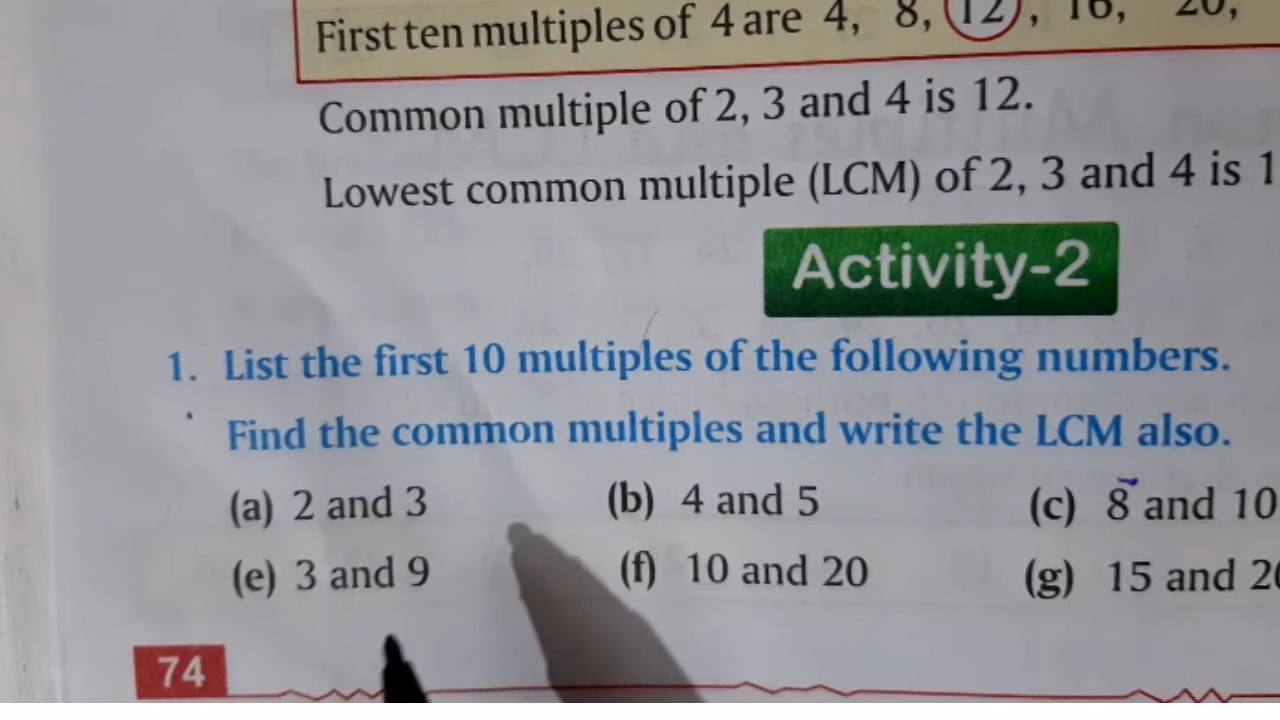 First ten multiples of 4 are 4, 8, 12, 16, 20,
Common multiple of 2, 3 and 4 is 12.
Lowest common multiple (LCM) of 2, 3 and 4 is 1
Activity-2
1. List the first 10 multiples of the following numbers.
Find the common multiples and write the LCM also.
(a) 2 and 3 (b) 4 and 5 (c) 8 and 10
(e) 3 and 9 (f) 10 and 20 (g) 15 and 20
74